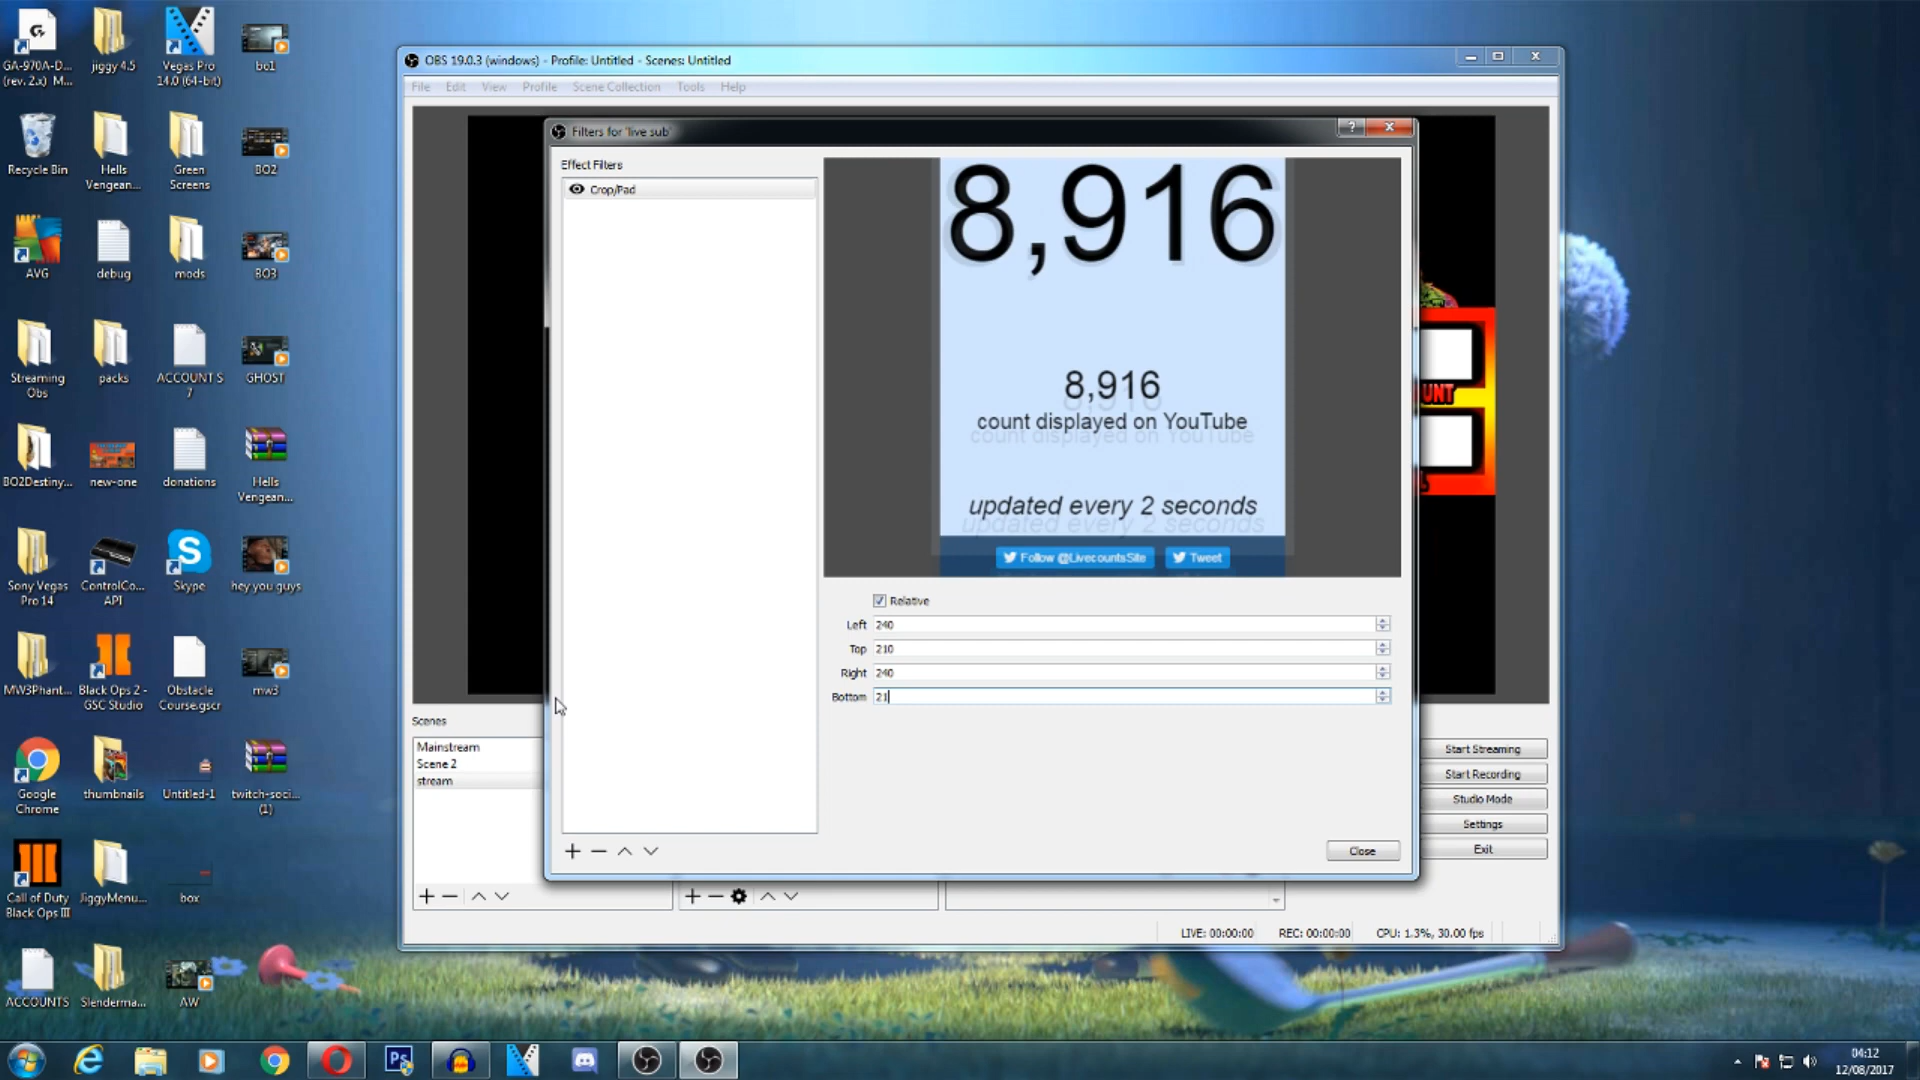 GA-970A-D...
(rev. 2.x) M...
jiggy 4.5
Vegas Pro
14.0 (64-bit)
bo1
Recycle Bin
Hells
Vengean...
Green
Screens
BO2
AVG
debug
mods
BO3
Streaming
Obs
packs
ACCOUNT S
7
GHOST
BO2Destiny...
new-one
donations
Hells
Vengean...
Sony Vegas
Pro 14
ControlCo...
API
Skype
hey you guys
MW3Phant...
Black Ops 2 -
GSC Studio
Obstacle
Course.gscr
mw3
Google
Chrome
thumbnails
Untitled-1
twitch-soci...
(1)
Call of Duty
Black Ops III
JiggyMenu...
box
ACCOUNTS
Slenderma...
AW
OBS 19.0.3 (windows) - Profile: Untitled - Scenes: Untitled
File Edit View Profile Scene Collection Tools Help
Filters for 'live sub'
Effect Filters
Crop/Pad
8,916
8,916
count displayed on YouTube
updated every 2 seconds
Follow @LivecountsSite
Tweet
Relative
Left 240
Top 210
Right 240
Bottom 21
Close
UNT
Scenes
Mainstream
Scene 2
stream
Start Streaming
Start Recording
Studio Mode
Settings
Exit
LIVE: 00:00:00 REC: 00:00:00 CPU: 1.3%, 30.00 fps
Ps
04:12
12/08/2017